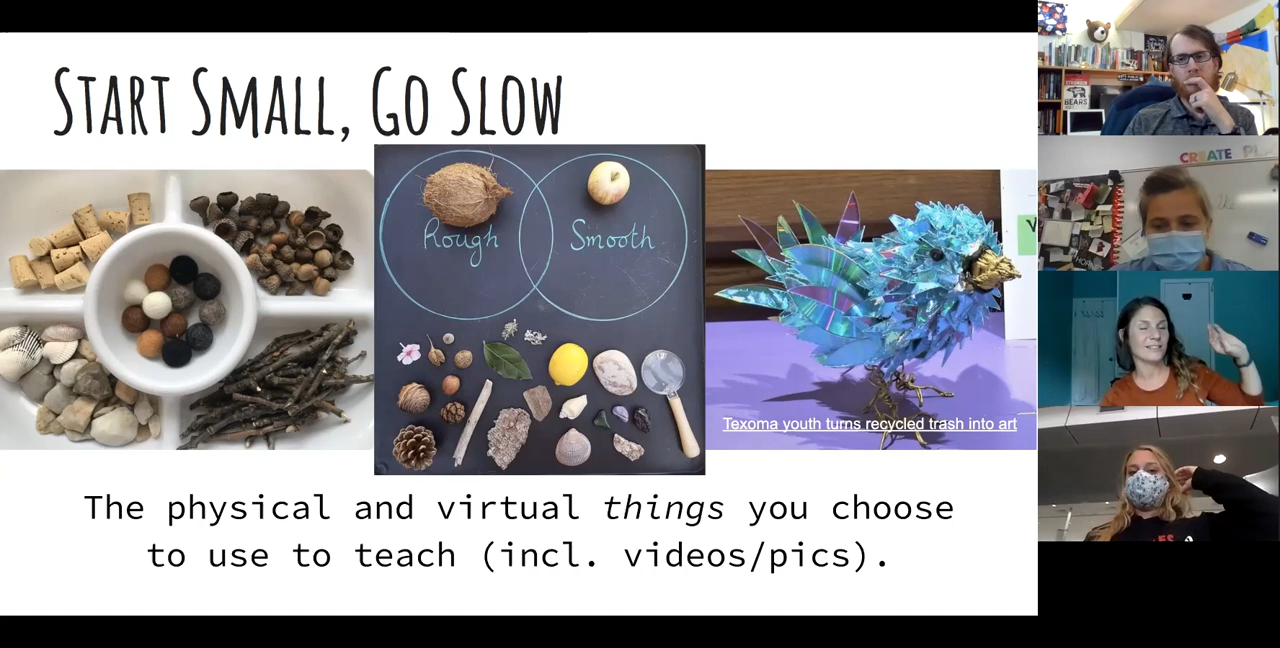 START SMALL, GO SLOW
Rough
Smooth
Texoma youth turns recycled trash into art
The physical and virtual things you choose
to use to teach (incl. videos/pics).
BEARS
CREATE